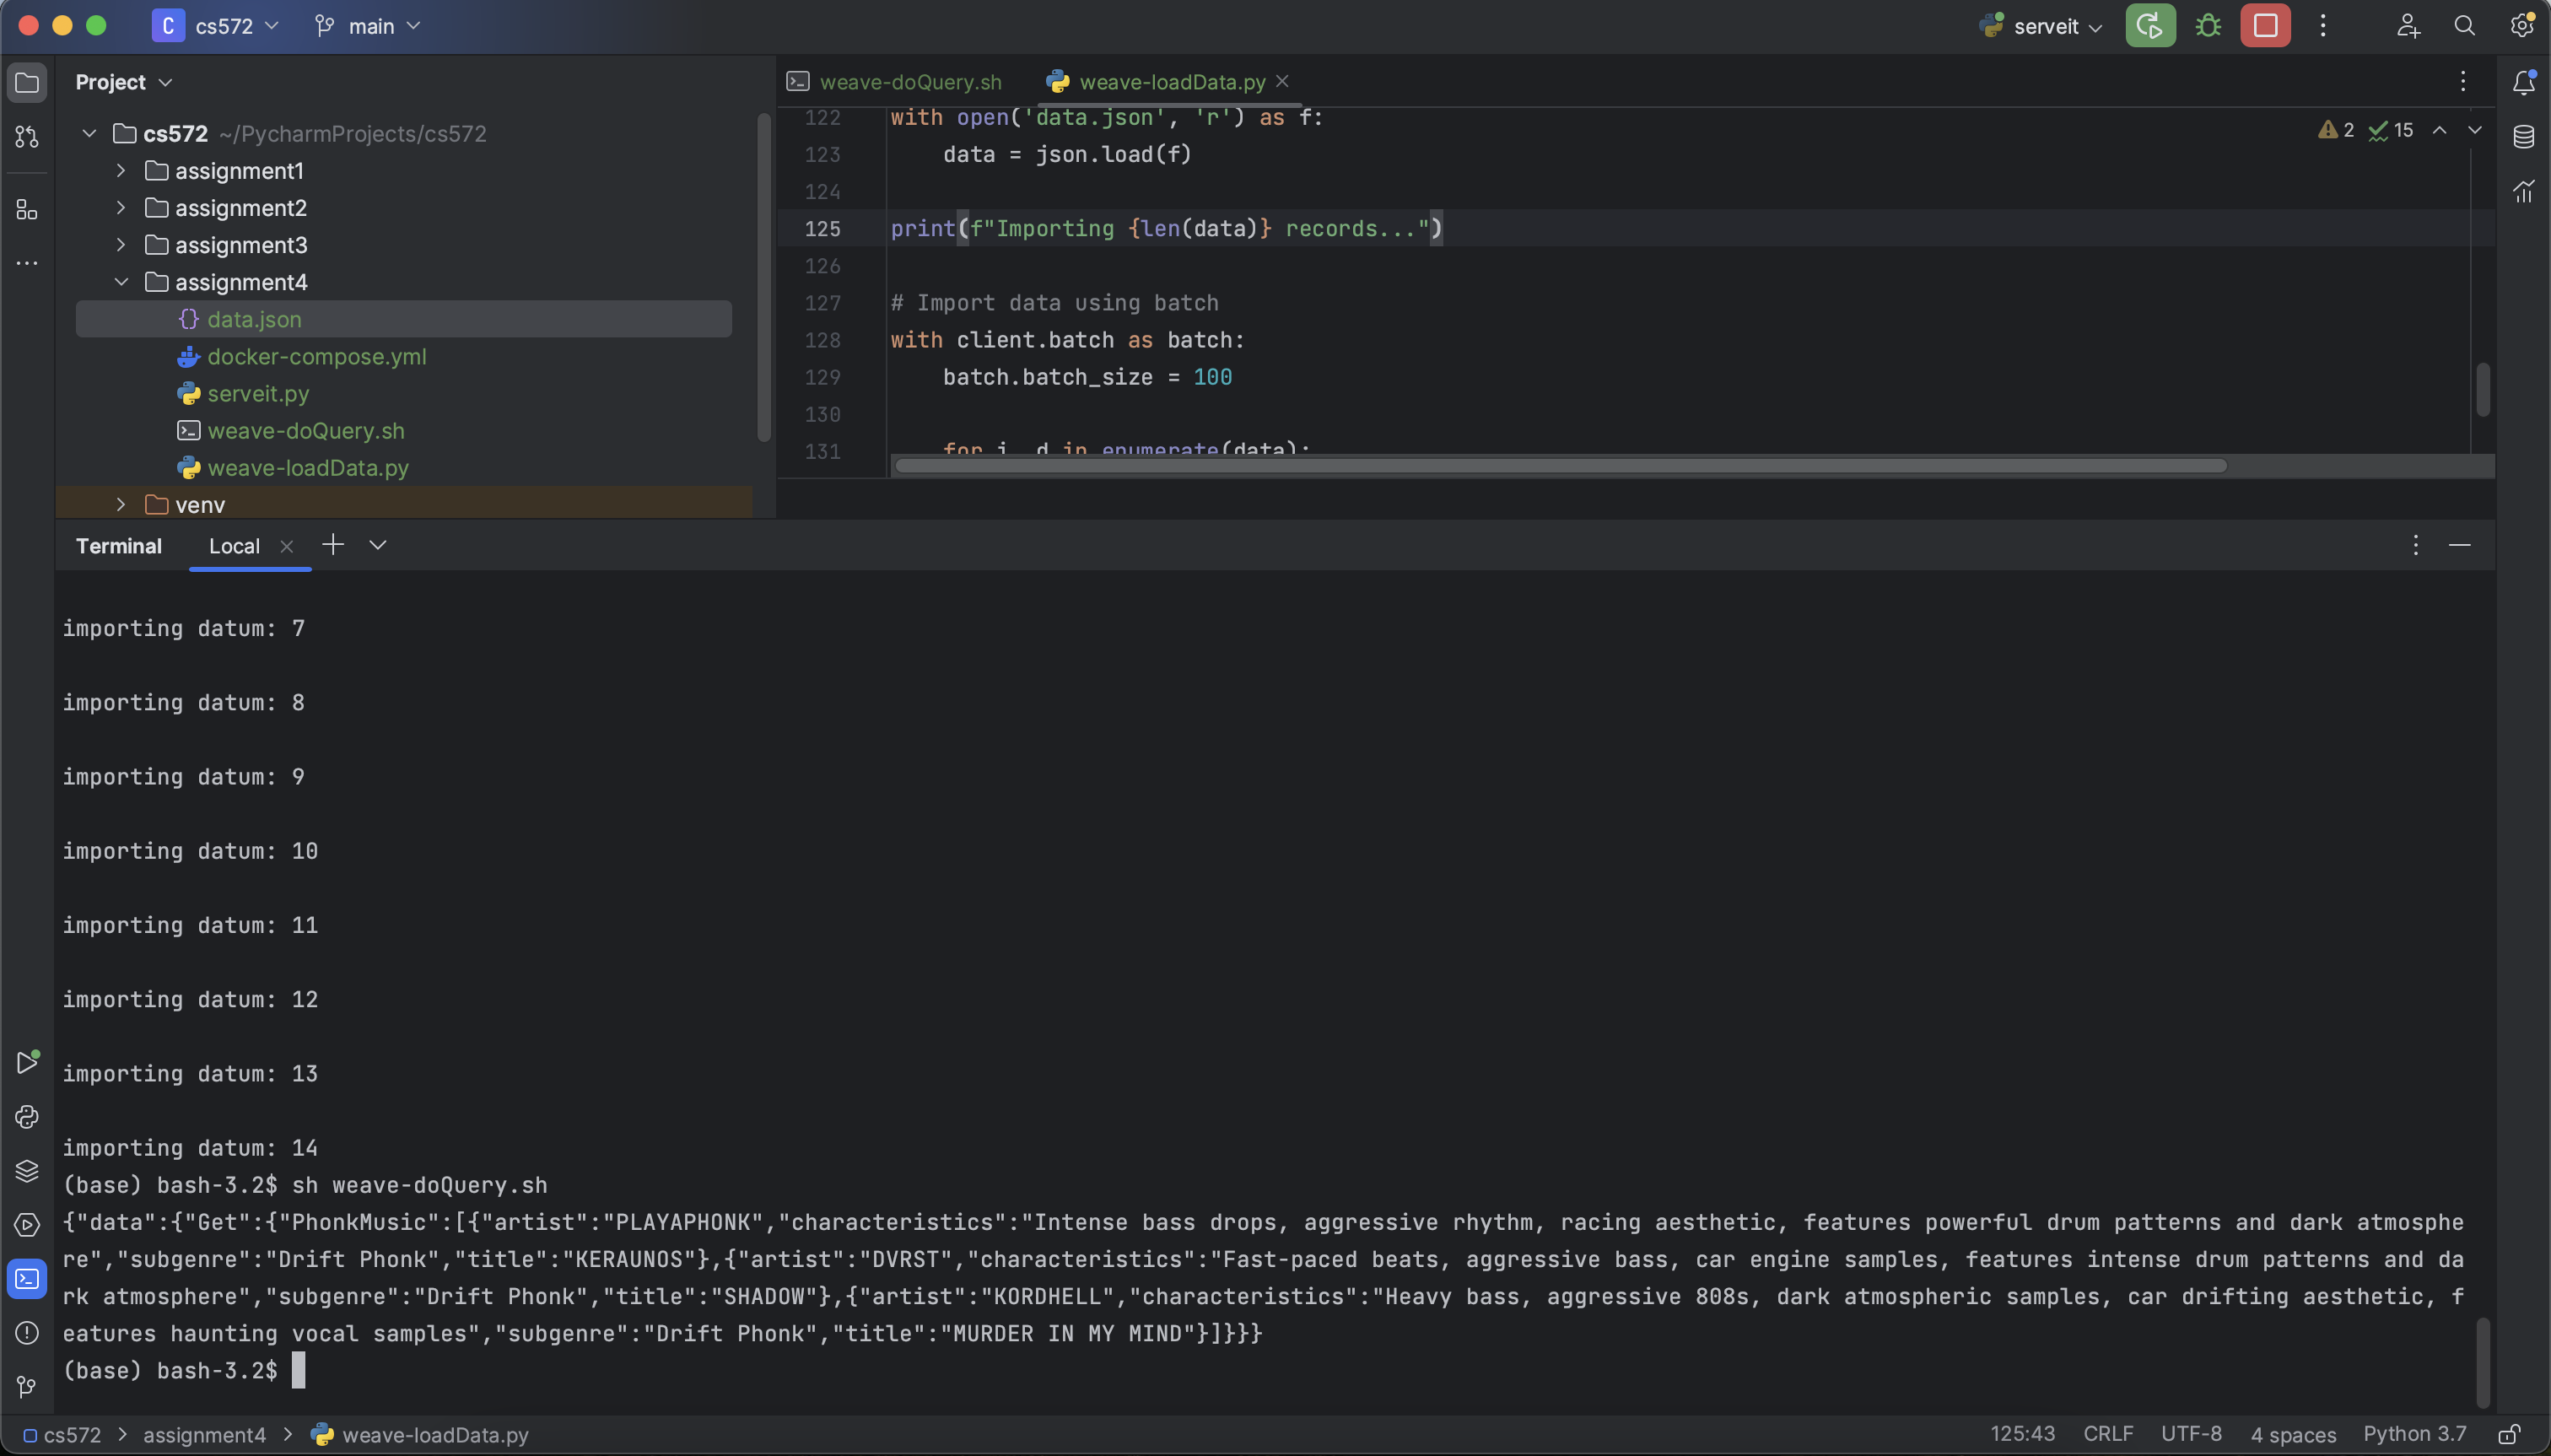 C cs572 main serveit
Project
cs572 ~/PycharmProjects/cs572
assignment1
assignment2
assignment3
assignment4
{} data.json
docker-compose.yml
serveit.py
weave-doQuery.sh
weave-loadData.py
venv
weave-doQuery.sh weave-loadData.py
2 15
122 with open('data.json', 'r') as f:
123 data = json.load(f)
124
125 print(f"Importing {len(data)} records...")
126
127 # Import data using batch
128 with client.batch as batch:
129 batch.batch_size = 100
130
131 for i, d in enumerate(data):
Terminal Local
importing datum: 7
importing datum: 8
importing datum: 9
importing datum: 10
importing datum: 11
importing datum: 12
importing datum: 13
importing datum: 14
(base) bash-3.2$ sh weave-doQuery.sh
{"data":{"Get":{"PhonkMusic":[{"artist":"PLAYAPHONK","characteristics":"Intense bass drops, aggressive rhythm, racing aesthetic, features powerful drum patterns and dark atmosphe
re","subgenre":"Drift Phonk","title":"KERAUNOS"},{"artist":"DVRST","characteristics":"Fast-paced beats, aggressive bass, car engine samples, features intense drum patterns and da
rk atmosphere","subgenre":"Drift Phonk","title":"SHADOW"},{"artist":"KORDHELL","characteristics":"Heavy bass, aggressive 808s, dark atmospheric samples, car drifting aesthetic, f
eatures haunting vocal samples","subgenre":"Drift Phonk","title":"MURDER IN MY MIND"}]}}}
(base) bash-3.2$
cs572 > assignment4 > weave-loadData.py
125:43 CRLF UTF-8 4 spaces Python 3.7